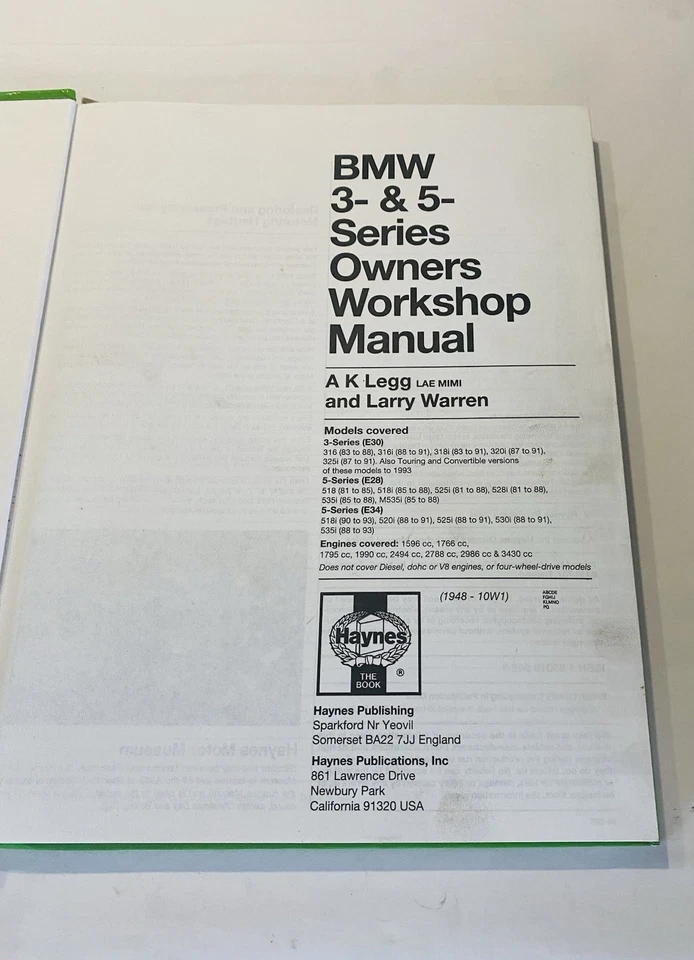 BMW
3- & 5-
Series
Owners
Workshop
Manual
A K Legg LAE MIMI
and Larry Warren
Models covered
3-Series (E30)
316 (83 to 88), 316i (88 to 91), 318i (83 to 91), 320i (87 to 91),
325i (87 to 91). Also Touring and Convertible versions
of these models to 1993
5-Series (E28)
518 (81 to 85), 518i (85 to 88), 525i (81 to 88), 528i (81 to 88),
535i (85 to 88), M535i (85 to 88)
5-Series (E34)
518i (90 to 93), 520i (88 to 91), 525i (88 to 91), 530i (88 to 91),
535i (88 to 93)
Engines covered: 1596 cc, 1766 cc,
1795 cc, 1990 cc, 2494 cc, 2788 cc, 2986 cc & 3430 cc
Does not cover Diesel, dohc or V8 engines, or four-wheel-drive models
(1948 - 10W1)
ABCDE
FGHIJ
KLMNO
PQ
Haynes
THE
BOOK
®
Haynes Publishing
Sparkford Nr Yeovil
Somerset BA22 7JJ England
Haynes Publications, Inc
861 Lawrence Drive
Newbury Park
California 91320 USA
Haynes Motor Museum